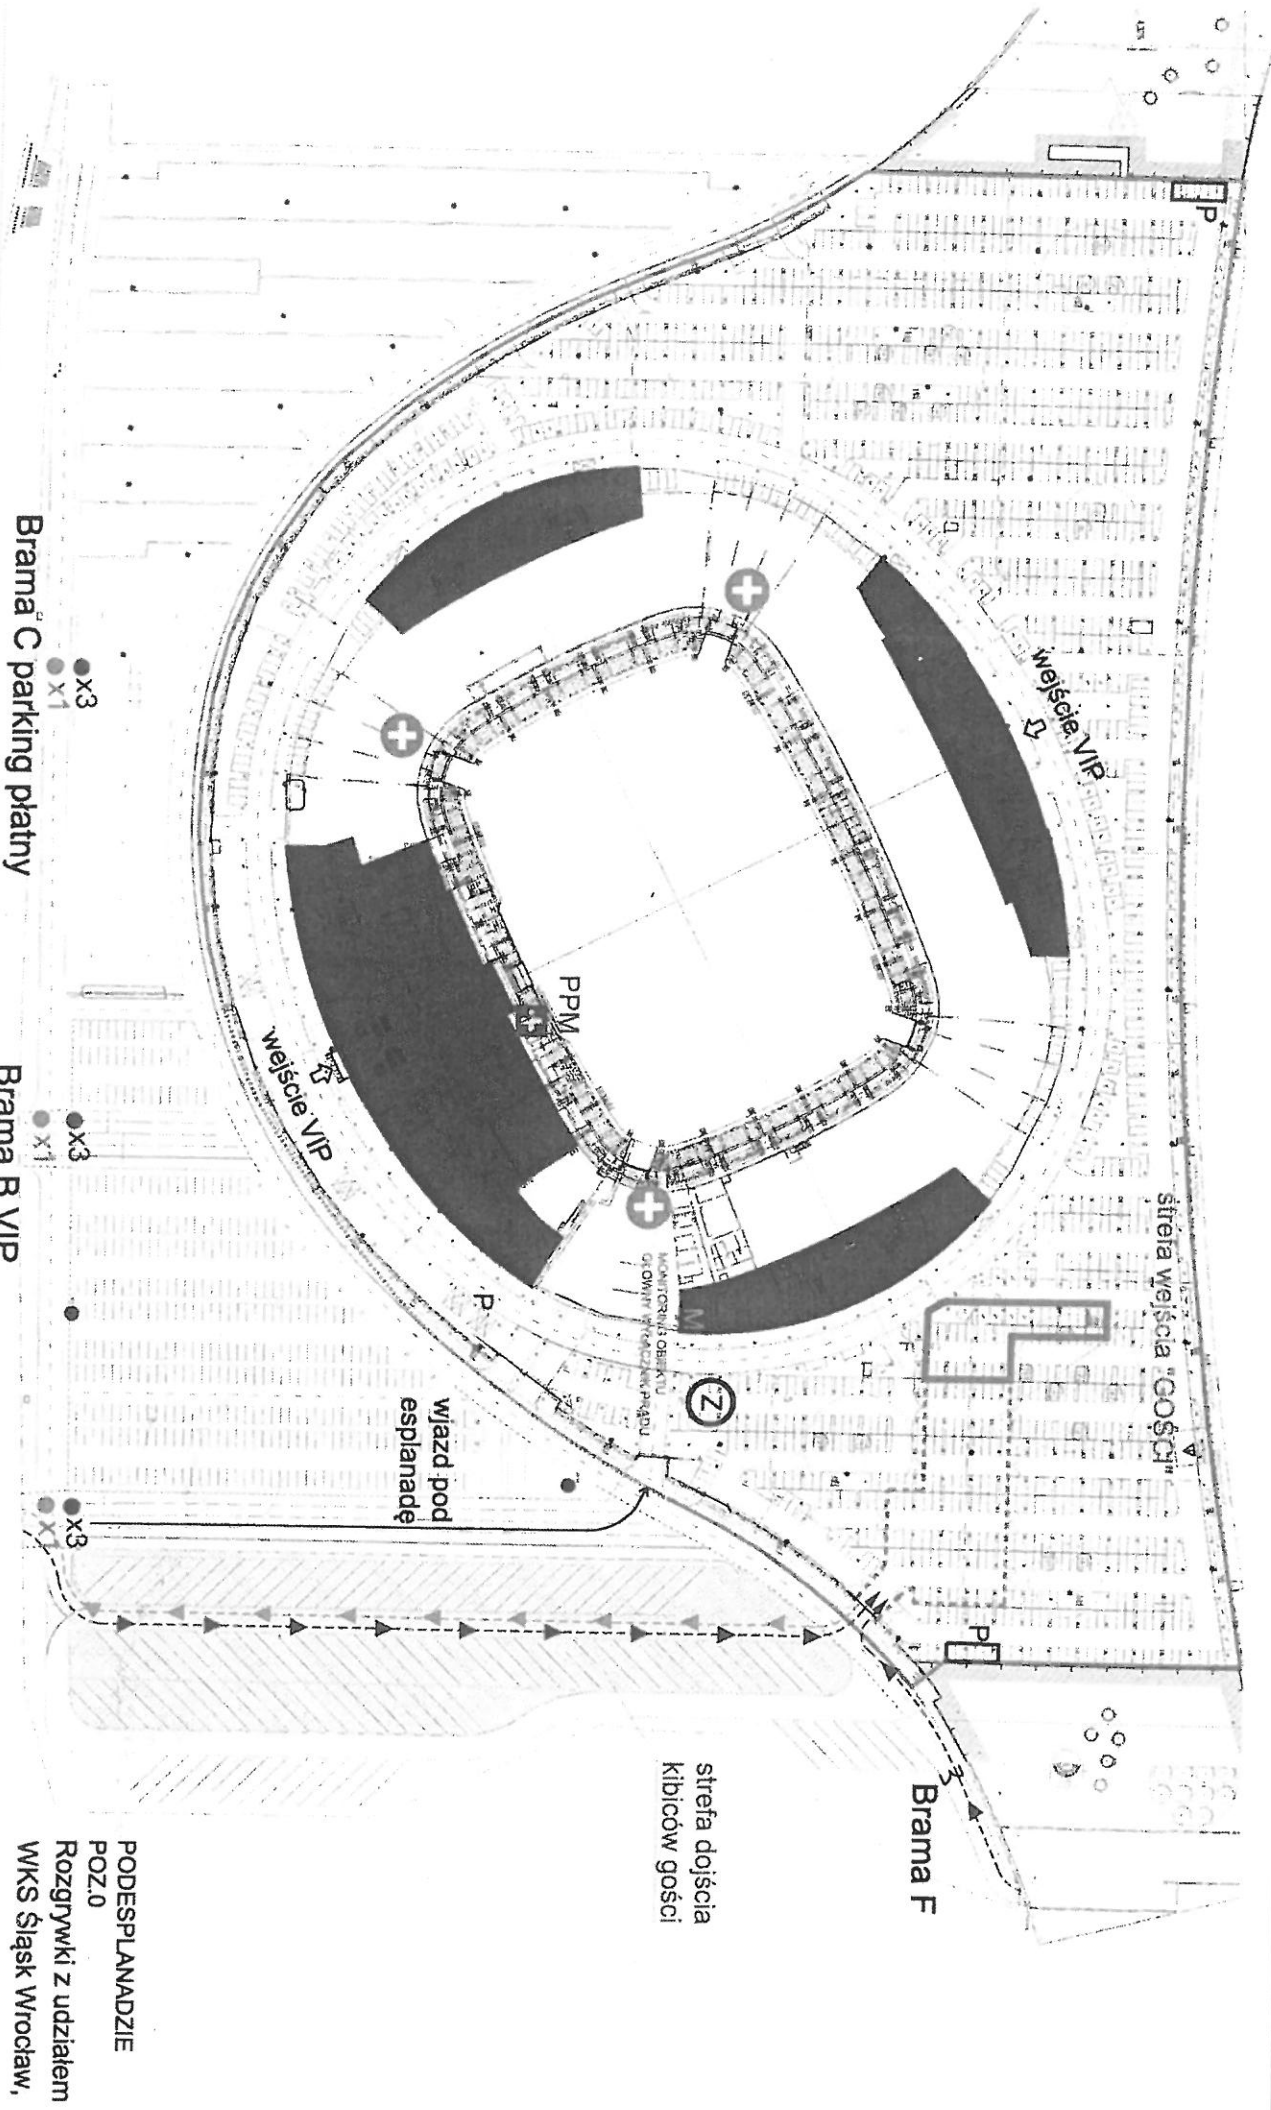 P
wejście VIP
strefa wejścia "GOŚCI"
P
Brama F
3
strefa dojścia
kibiców gości
Z
M
MONITORING OBIEKTU
GŁÓWNY WYŁĄCZNIK PRĄDU
PPM
P
wejście VIP
wjazd pod
esplanadę
x3
x1
x3
x1
x3
x1
Brama C parking płatny
Brama B VIP
PODESPLANADZIE
POZ.0
Rozgrywki z udziałem
WKS Śląsk Wrocław,